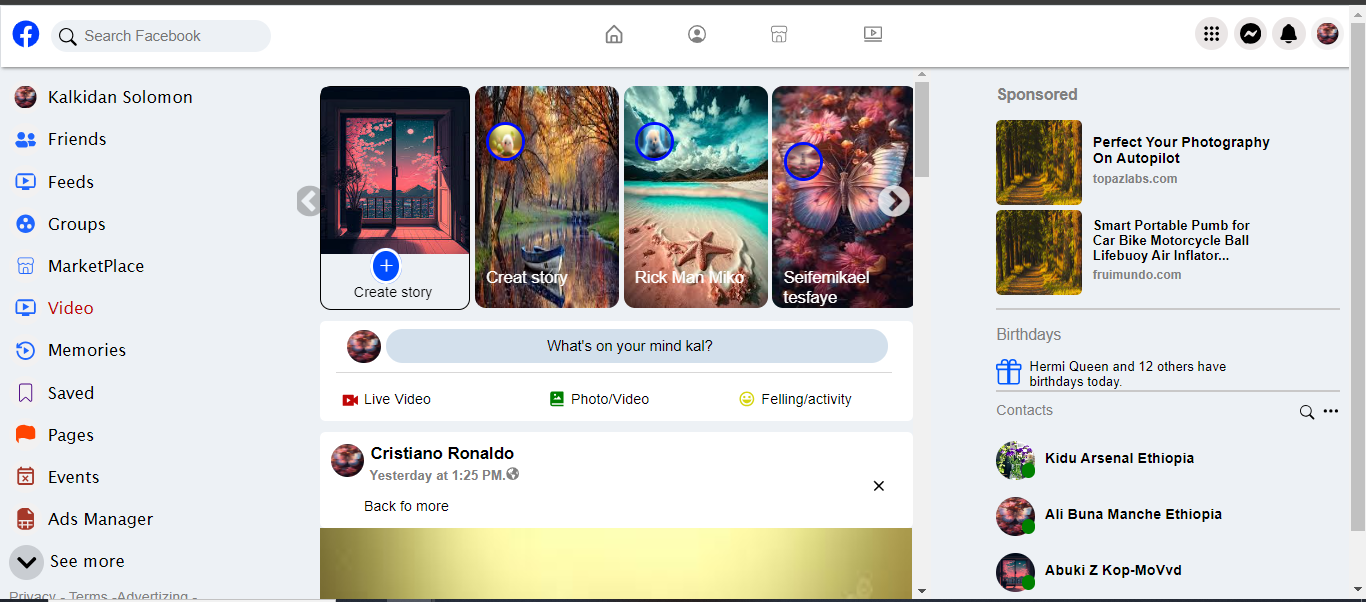 Search Facebook
Kalkidan Solomon
Friends
Feeds
Groups
MarketPlace
Video
Memories
Saved
Pages
Events
Ads Manager
See more
Privacy - Terms -Advertizing -
Create story
Creat story
Rick Man Miko
Seifemikael
tesfaye
What's on your mind kal?
Live Video
Photo/Video
Felling/activity
Cristiano Ronaldo
Yesterday at 1:25 PM.
Back fo more
Sponsored
Perfect Your Photography
On Autopilot
topazlabs.com
Smart Portable Pumb for
Car Bike Motorcycle Ball
Lifebuoy Air Inflator...
fruimundo.com
Birthdays
Hermi Queen and 12 others have
birthdays today.
Contacts
Kidu Arsenal Ethiopia
Ali Buna Manche Ethiopia
Abuki Z Kop-MoVvd